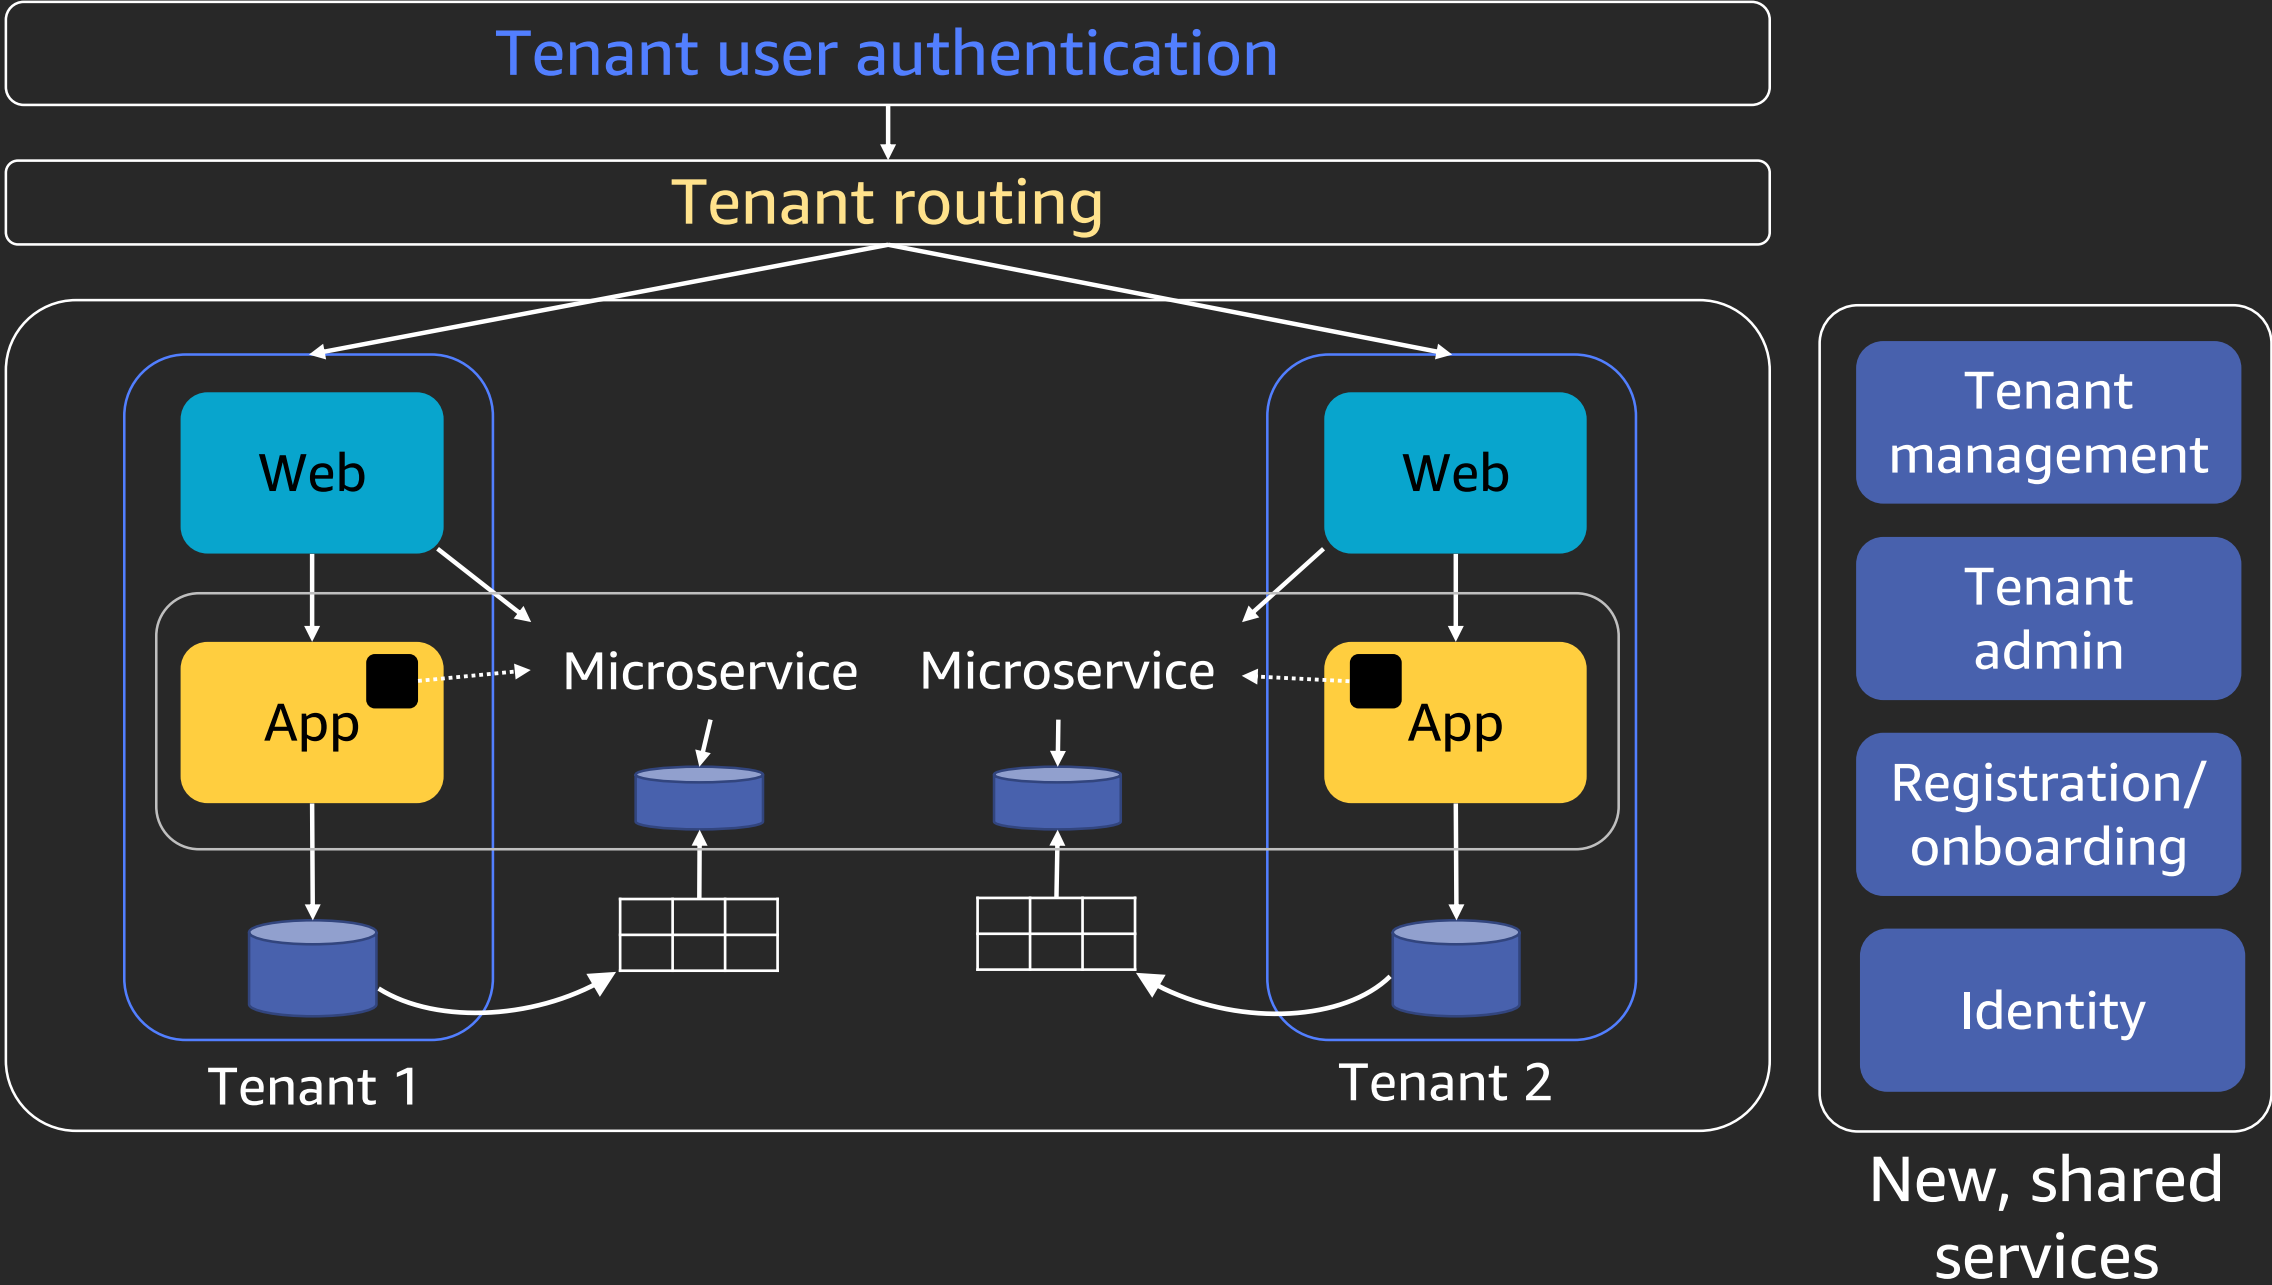 Tenant user authentication
Tenant routing
Web
App
Microservice
Tenant 1
Microservice
Web
App
Tenant 2
Tenant
management
Tenant
admin
Registration/
onboarding
Identity
New, shared
services